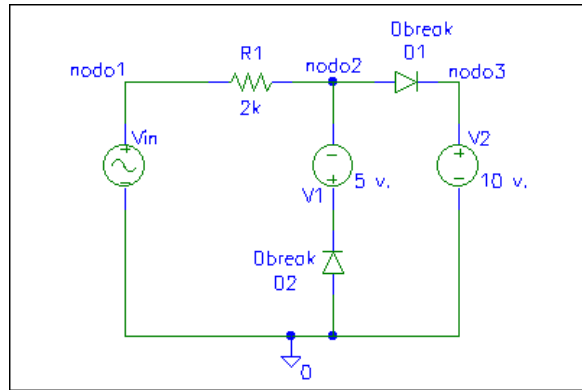 Dbreak
D1
R1
nodo1
nodo2
nodo3
2k
Vin
V2
V1
5 v.
10 v.
Dbreak
D2
0